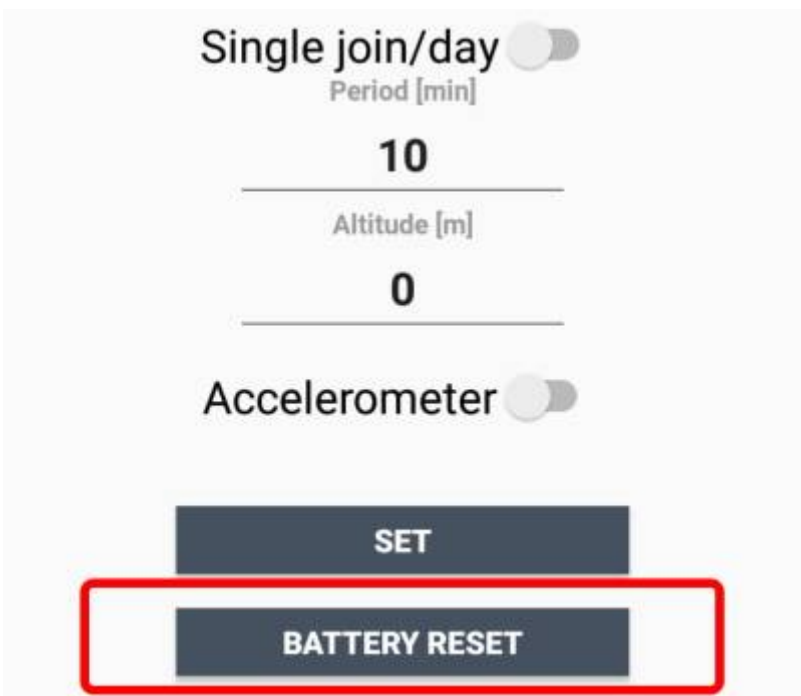 Single join/day
Period [min]
10
Altitude [m]
0
Accelerometer
SET
BATTERY RESET